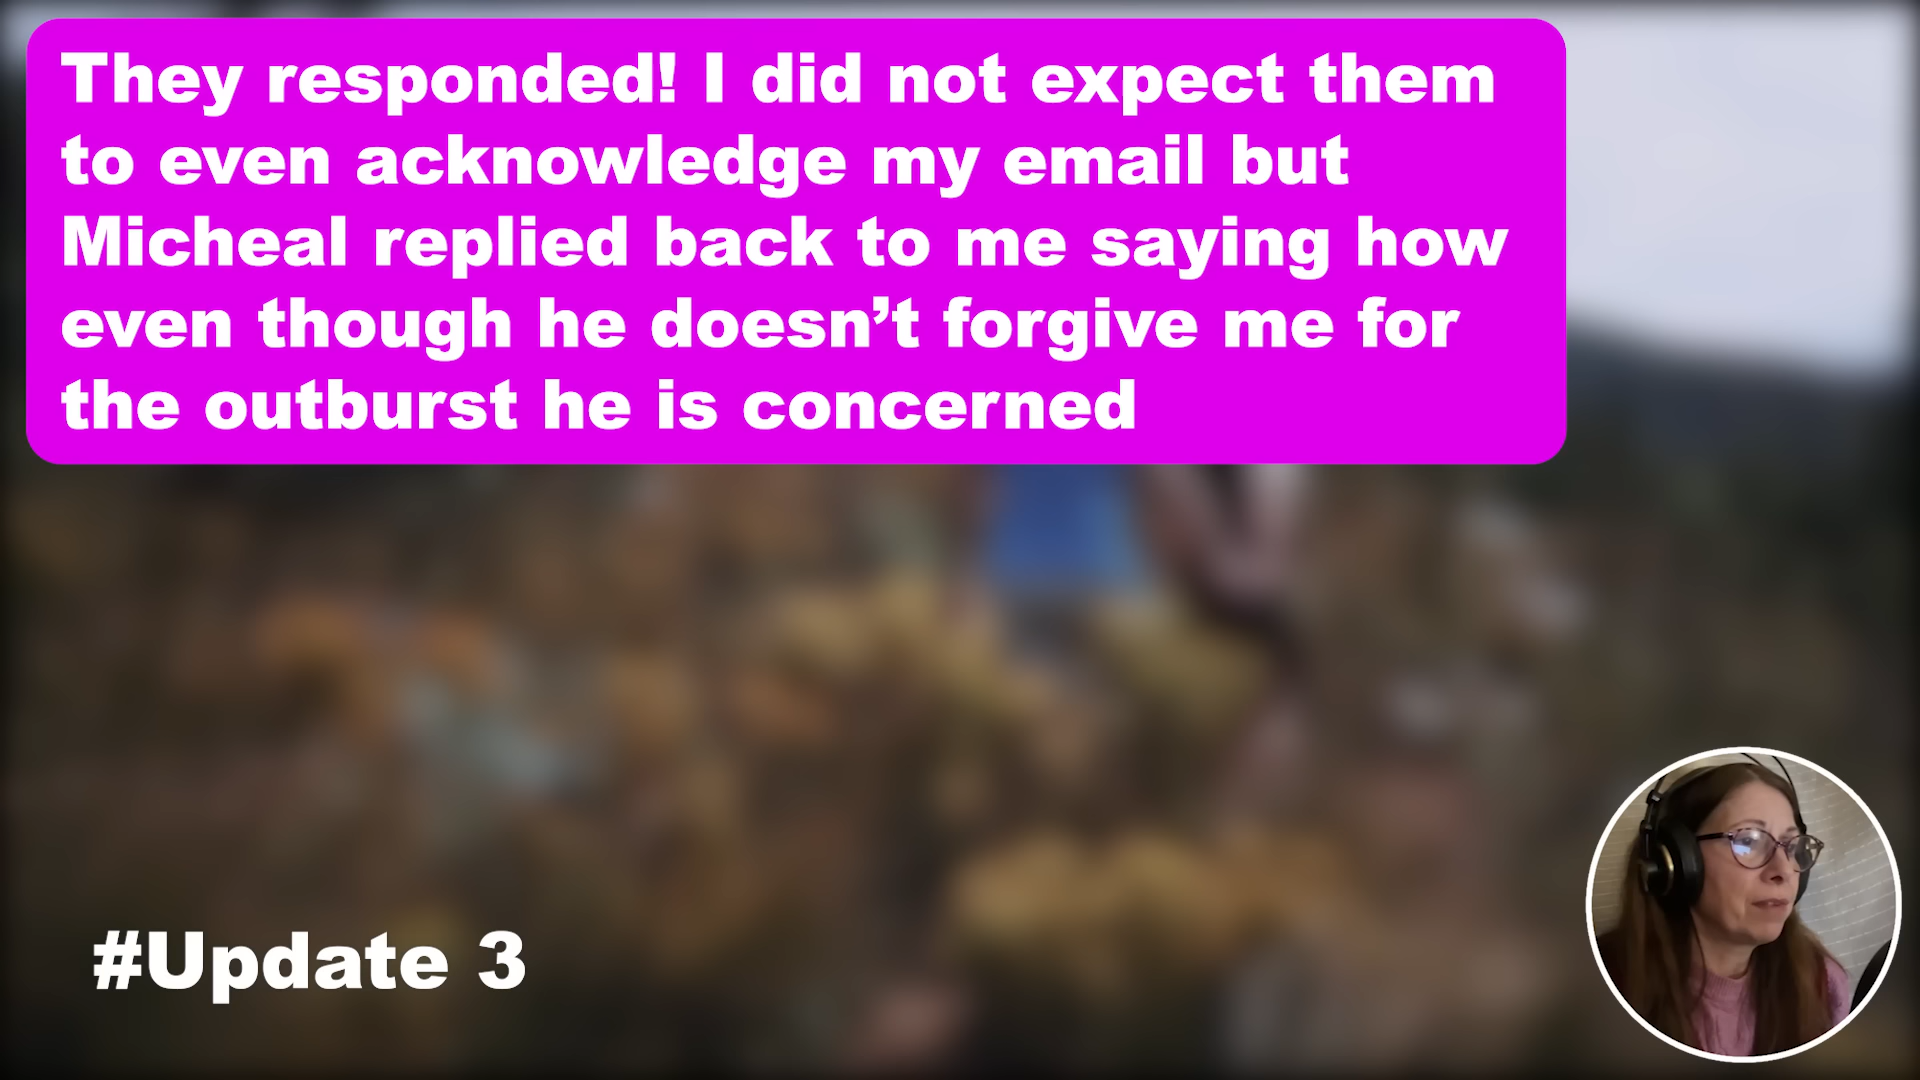 They responded! I did not expect them
to even acknowledge my email but
Micheal replied back to me saying how
even though he doesn’t forgive me for
the outburst he is concerned
#Update 3